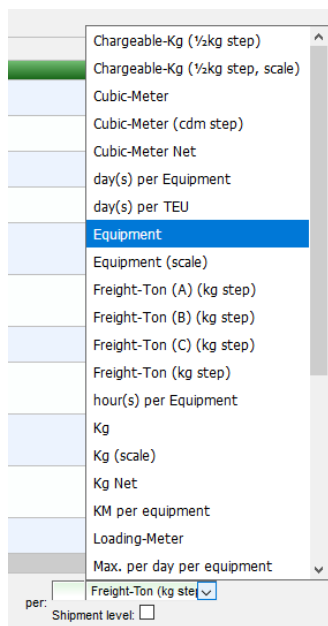 Chargeable-Kg (½kg step)
Chargeable-Kg (½kg step, scale)
Cubic-Meter
Cubic-Meter (cdm step)
Cubic-Meter Net
day(s) per Equipment
day(s) per TEU
Equipment
Equipment (scale)
Freight-Ton (A) (kg step)
Freight-Ton (B) (kg step)
Freight-Ton (C) (kg step)
Freight-Ton (kg step)
hour(s) per Equipment
Kg
Kg (scale)
Kg Net
KM per equipment
Loading-Meter
Max. per day per equipment
per: Freight-Ton (kg ste
Shipment level: